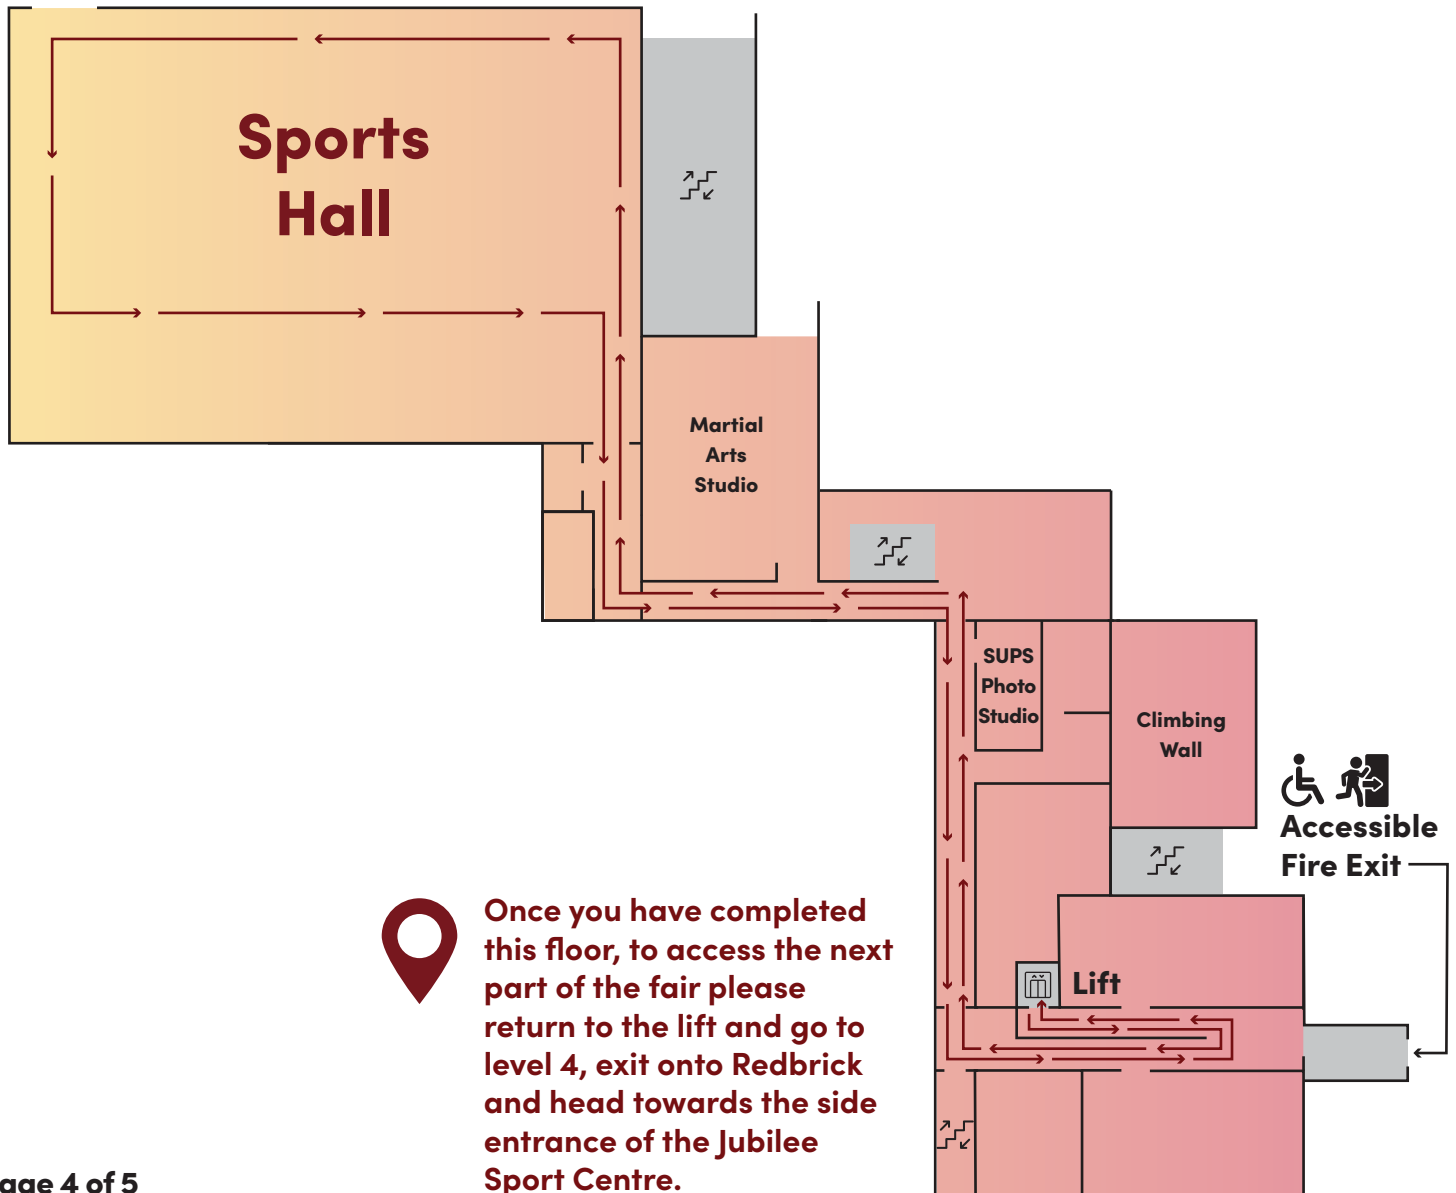 Sports
Hall
Martial
Arts
Studio
SUPS
Photo
Studio
Climbing
Wall
Accessible
Fire Exit
Lift
Once you have completed
this floor, to access the next
part of the fair please
return to the lift and go to
level 4, exit onto Redbrick
and head towards the side
entrance of the Jubilee
Sport Centre.
age 4 of 5